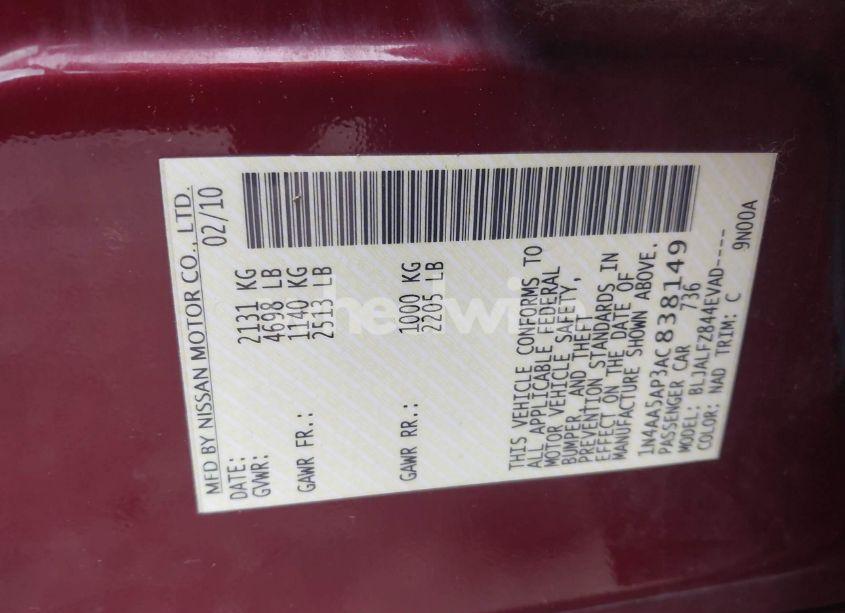 MFD BY NISSAN MOTOR CO., LTD.
DATE: 02/10
GVWR: 2131 KG
4698 LB
GAWR FR.: 1140 KG
2513 LB
GAWR RR.: 1000 KG
2205 LB
THIS VEHICLE CONFORMS TO
ALL APPLICABLE FEDERAL
MOTOR VEHICLE SAFETY,
BUMPER, AND THEFT
PREVENTION STANDARDS IN
EFFECT ON THE DATE OF
MANUFACTURE SHOWN ABOVE.
1N4AA5AP3AC838149
PASSENGER CAR 736
MODEL: BLJALFZ844EVAD----
COLOR: NAD TRIM: C 9N00A